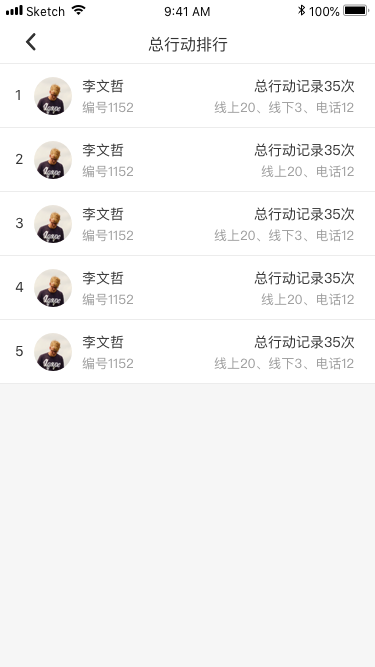 Sketch 9:41 AM 100%
总行动排行
1 李文哲 总行动记录35次
编号1152 线上20、线下3、电话12
2 李文哲 总行动记录35次
编号1152 线上20、电话12
3 李文哲 总行动记录35次
编号1152 线上20、线下3、电话12
4 李文哲 总行动记录35次
编号1152 线上20、电话12
5 李文哲 总行动记录35次
编号1152 线上20、线下3、电话12